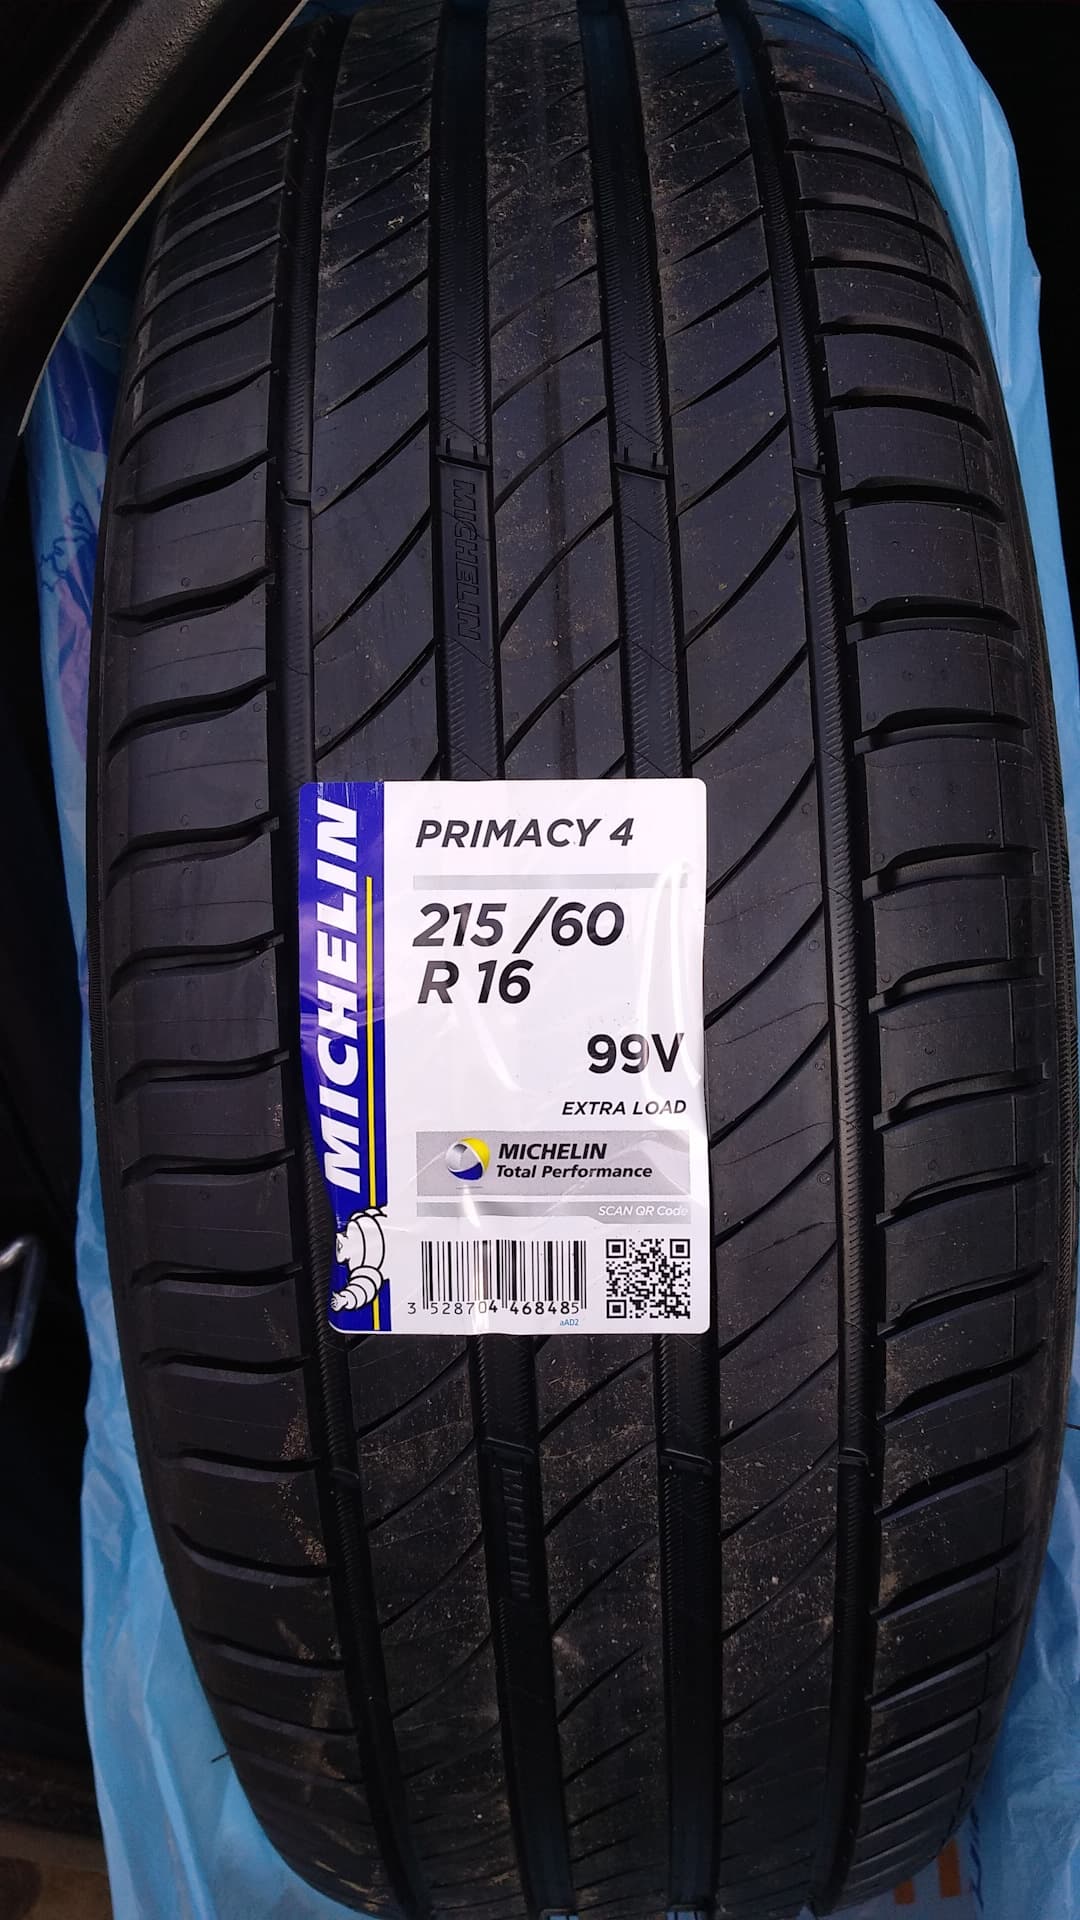 MICHELIN
PRIMACY 4
215 /60
R 16
99V
EXTRA LOAD
MICHELIN
Total Performance
SCAN QR Code
3 528704 468485
aAD2
MICHELIN
MICHELIN